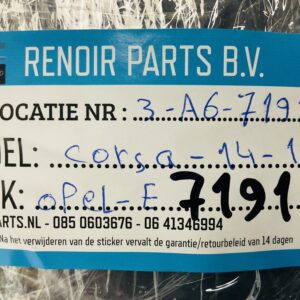 RENOIR PARTS B.V.
OCATIE NR : 3-A6-719
DEL: corsa-14-1
K: opel-E 7191
ARTS.NL - 085 0603676 - 06 41346994
Na het verwijderen van de sticker vervalt de garantie/retourbeleid van 14 dagen